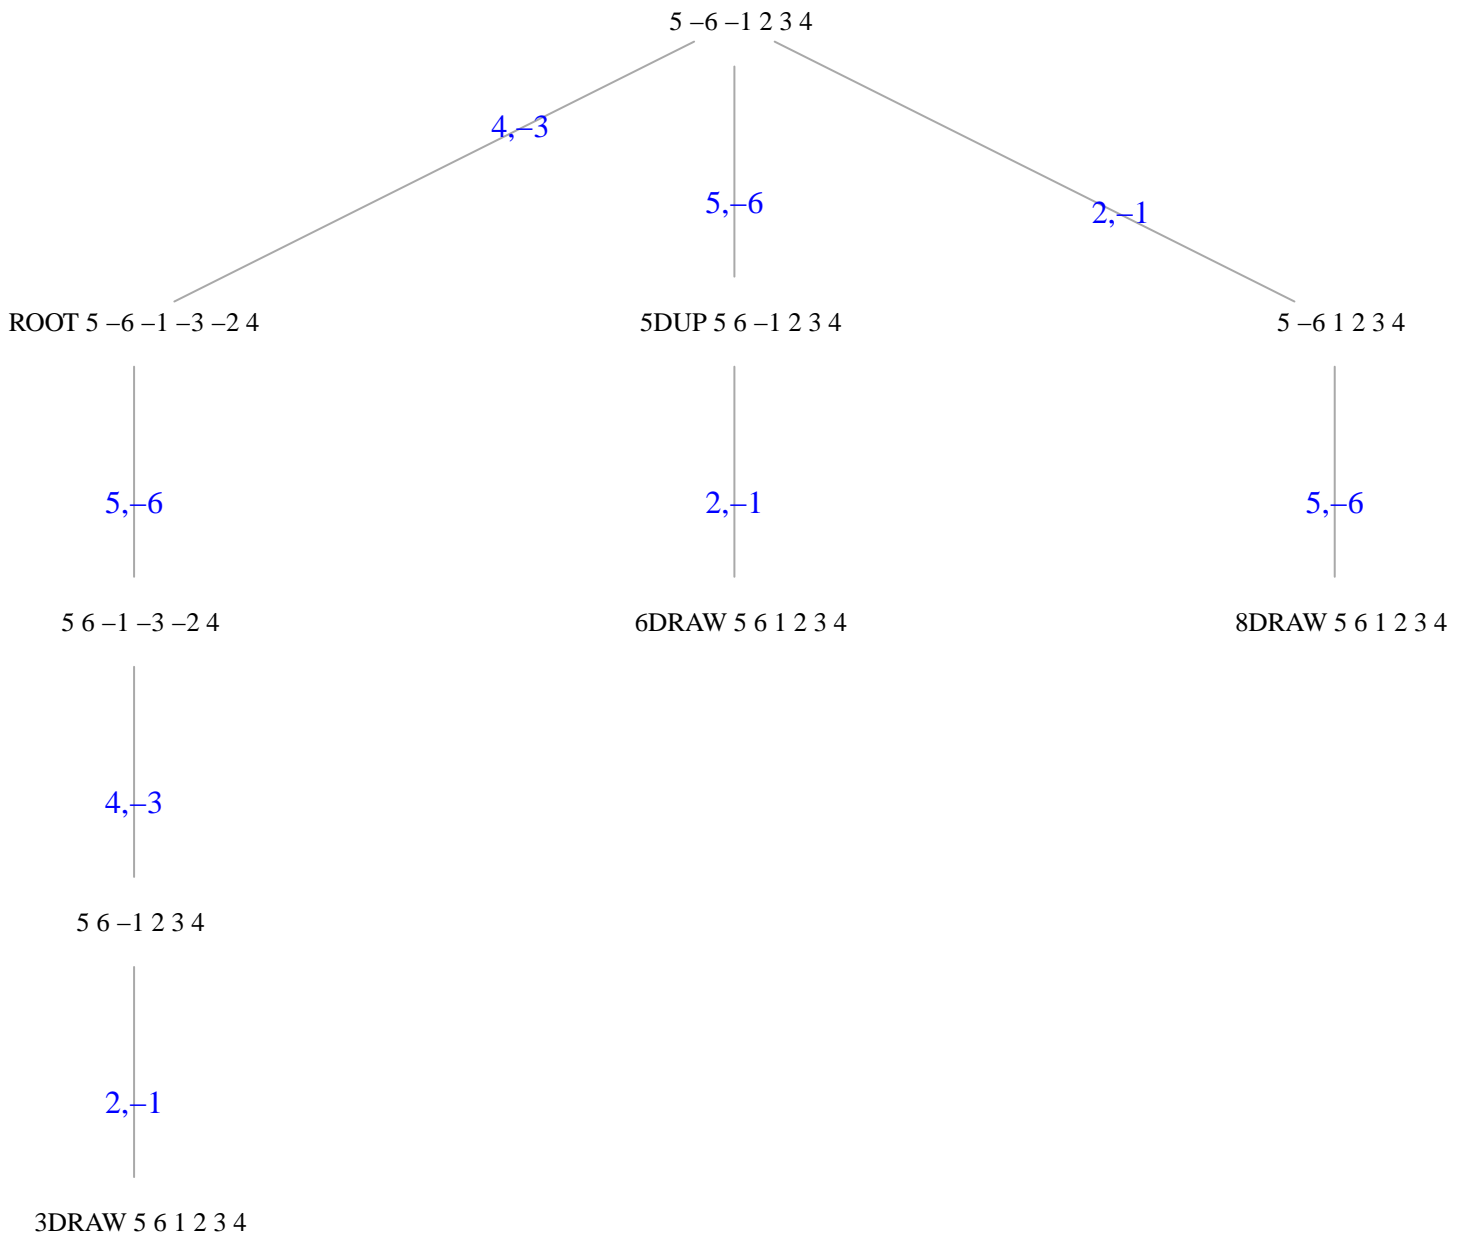 5 –6 –1 2 3 4
4,–3
5,–6
2,–1
ROOT 5 –6 –1 –3 –2 4
5DUP 5 6 –1 2 3 4
5 –6 1 2 3 4
5,–6
2,–1
5,–6
5 6 –1 –3 –2 4
6DRAW 5 6 1 2 3 4
8DRAW 5 6 1 2 3 4
4,–3
5 6 –1 2 3 4
2,–1
3DRAW 5 6 1 2 3 4